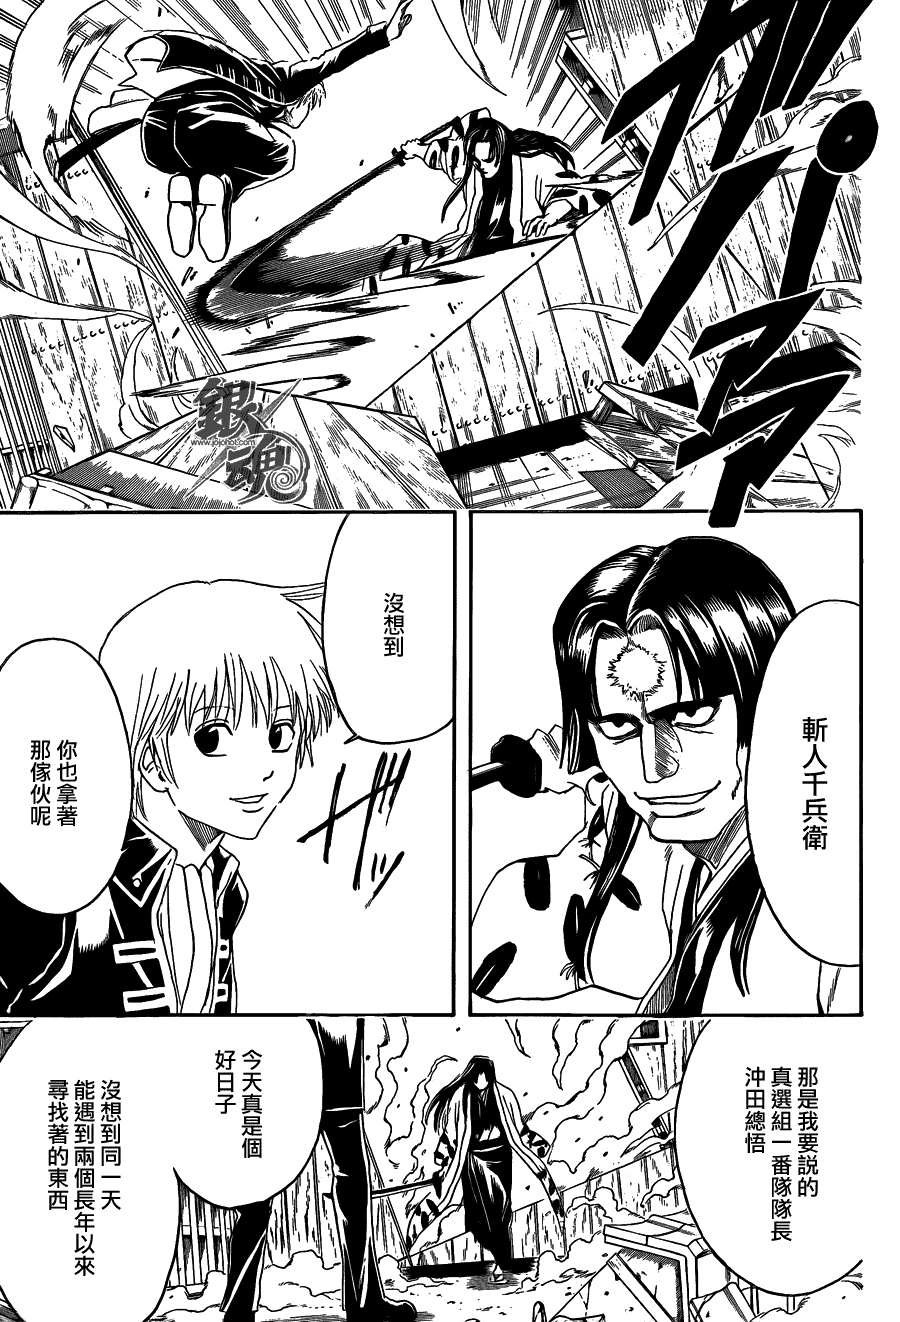 銀魂
www.jojohot.com
斬人千兵衛
沒想到
你也拿著
那傢伙呢
那是我要説的
真選組一番隊隊長
沖田總悟
今天真是個
好日子
沒想到同一天
能遇到兩個長年以來
尋找著的東西